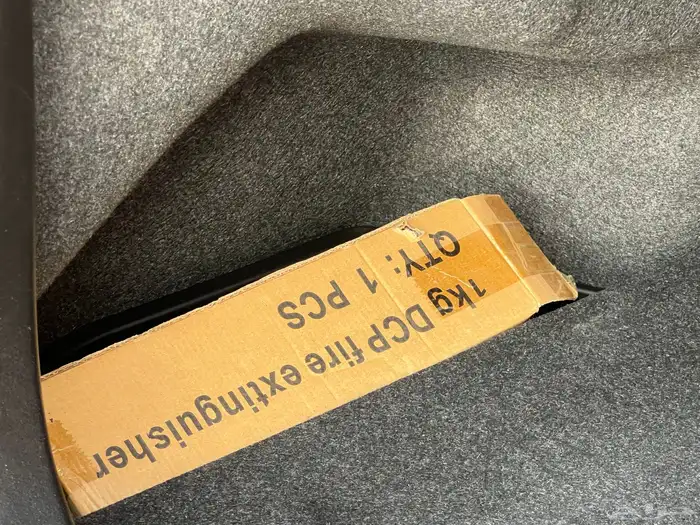 1kg DCP fire extinguisher
QTY: 1 PCS